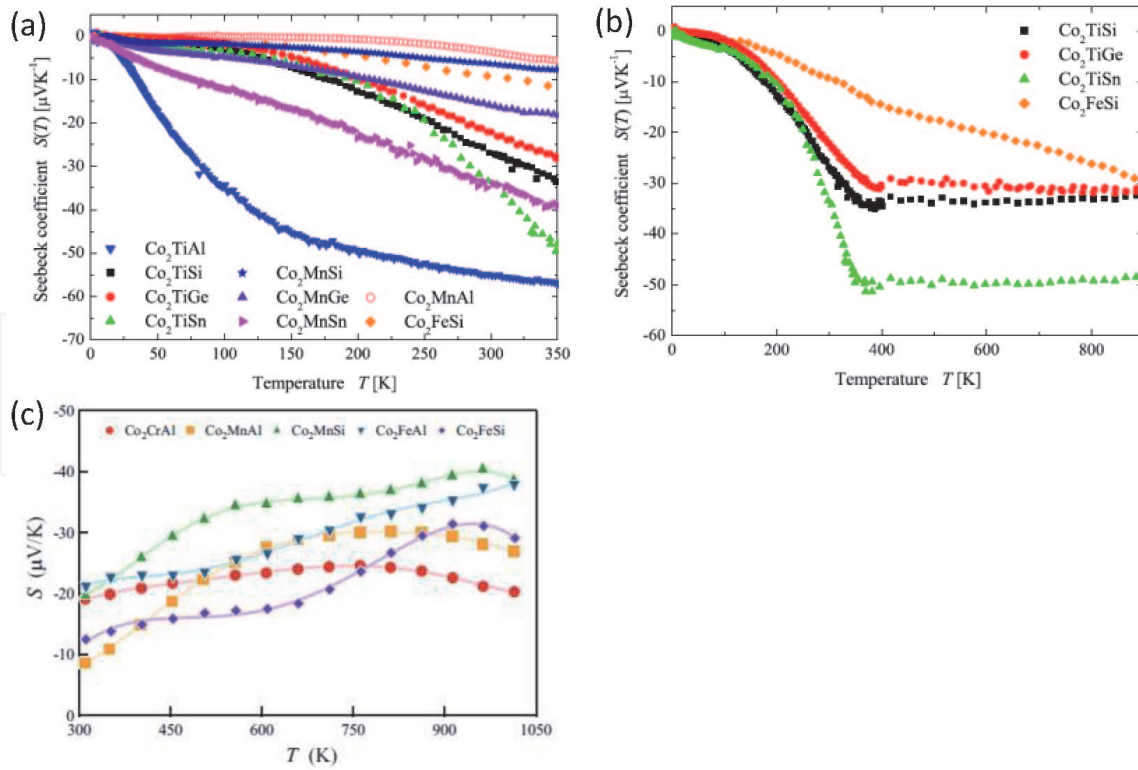 (a)
0
-10
-20
-30
-40
-50
-60
-70
Seebeck coefficient S(T) [μVK⁻¹]
Co₂TiAl
Co₂TiSi Co₂MnSi
Co₂TiGe Co₂MnGe Co₂MnAl
Co₂TiSn Co₂MnSn Co₂FeSi
0 50 100 150 200 250 300 350
Temperature T [K]
(b)
0
-10
-20
-30
-40
-50
-60
Seebeck coefficient S(T) [μVK⁻¹]
Co₂TiSi
Co₂TiGe
Co₂TiSn
Co₂FeSi
0 200 400 600 800
Temperature T [K]
(c)
-50
-40
-30
-20
-10
0
S (μV/K)
Co₂CrAl Co₂MnAl Co₂MnSi Co₂FeAl Co₂FeSi
300 450 600 750 900 1050
T (K)